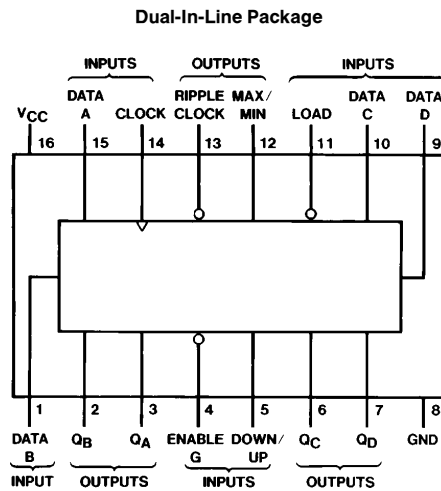 Dual-In-Line Package
INPUTS OUTPUTS INPUTS
DATA RIPPLE MAX/ DATA DATA
VCC A CLOCK CLOCK MIN LOAD C D
16 15 14 13 12 11 10 9
1 2 3 4 5 6 7 8
DATA QB QA ENABLE DOWN/ QC QD GND
B G UP
INPUT OUTPUTS INPUTS OUTPUTS